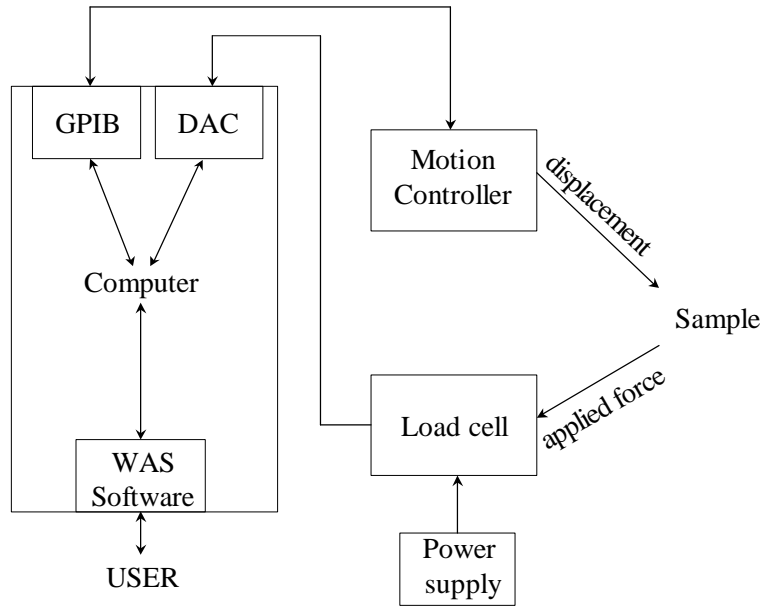 GPIB
DAC
Motion
Controller
displacement
Computer
Sample
Load cell
applied force
WAS
Software
Power
supply
USER